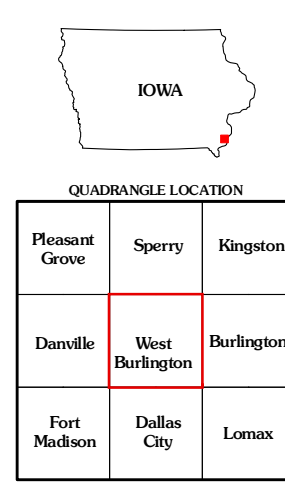 IOWA
QUADRANGLE LOCATION
Pleasant
Grove
Sperry
Kingston
Danville
West
Burlington
Burlington
Fort
Madison
Dallas
City
Lomax